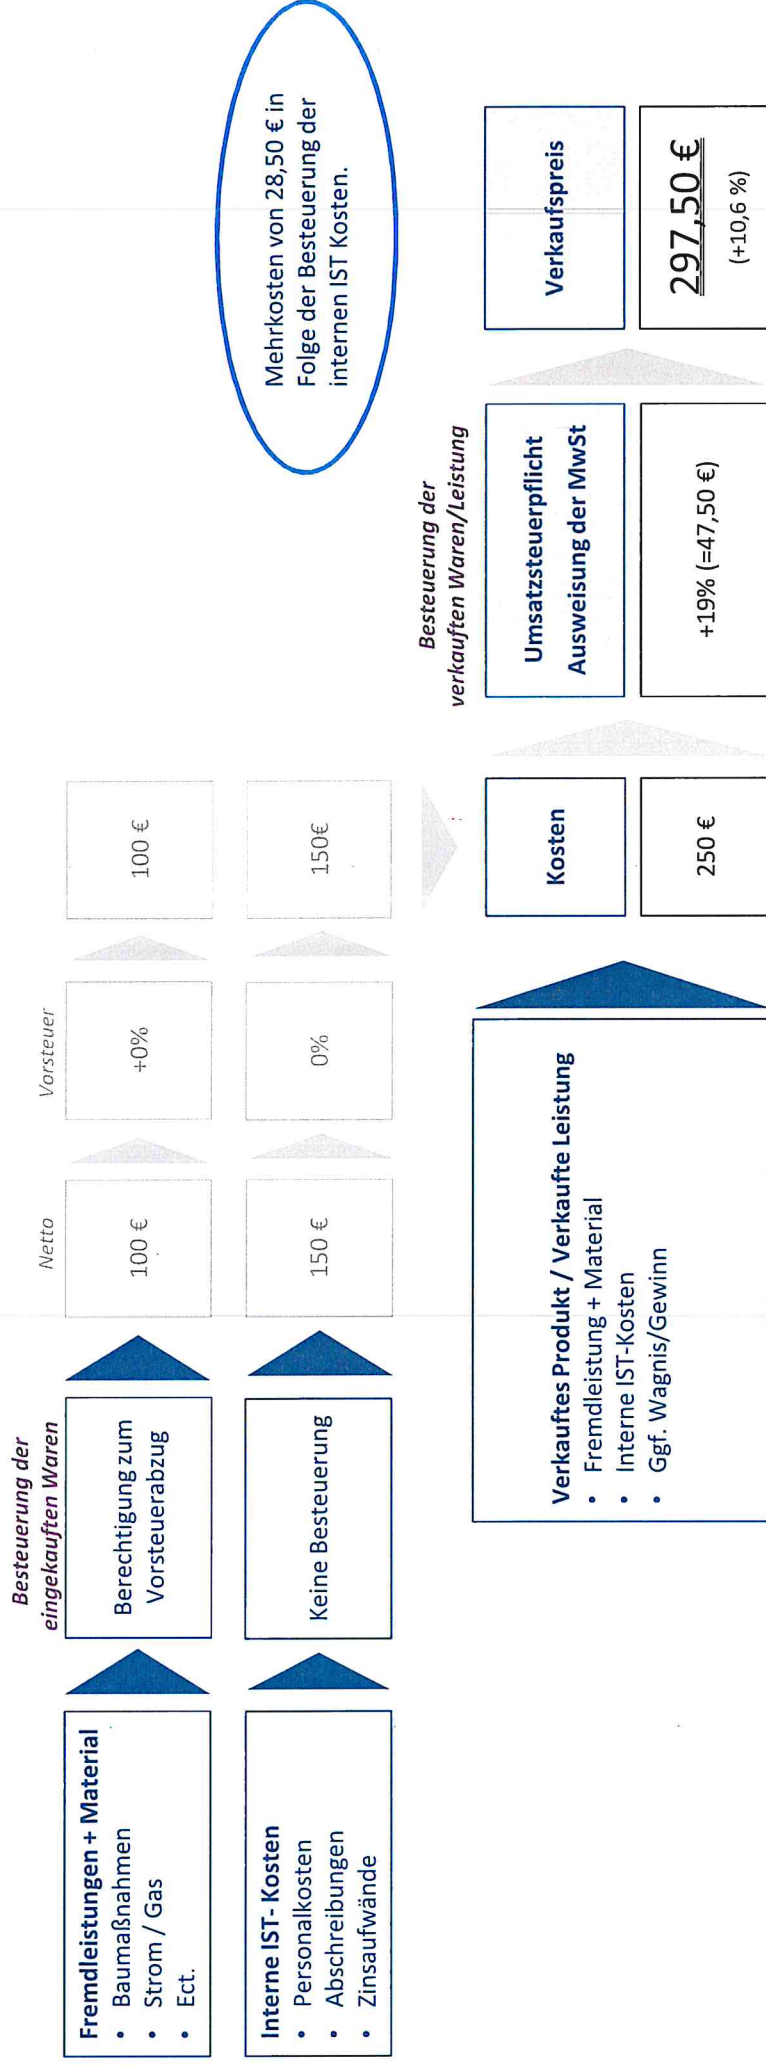 Besteuerung der
eingekauften Waren
Netto
Vorsteuer
Fremdleistungen + Material
• Baumaßnahmen
• Strom / Gas
• Ect.
Berechtigung zum
Vorsteuerabzug
100 €
+0%
100 €
Interne IST- Kosten
• Personalkosten
• Abschreibungen
• Zinsaufwände
Keine Besteuerung
150 €
0%
150€
Mehrkosten von 28,50 € in
Folge der Besteuerung der
internen IST Kosten.
Besteuerung der
verkauften Waren/Leistung
Verkauftes Produkt / Verkaufte Leistung
• Fremdleistung + Material
• Interne IST-Kosten
• Ggf. Wagnis/Gewinn
Kosten
Umsatzsteuerpflicht
Ausweisung der MwSt
Verkaufspreis
250 €
+19% (=47,50 €)
297,50 €
(+10,6 %)